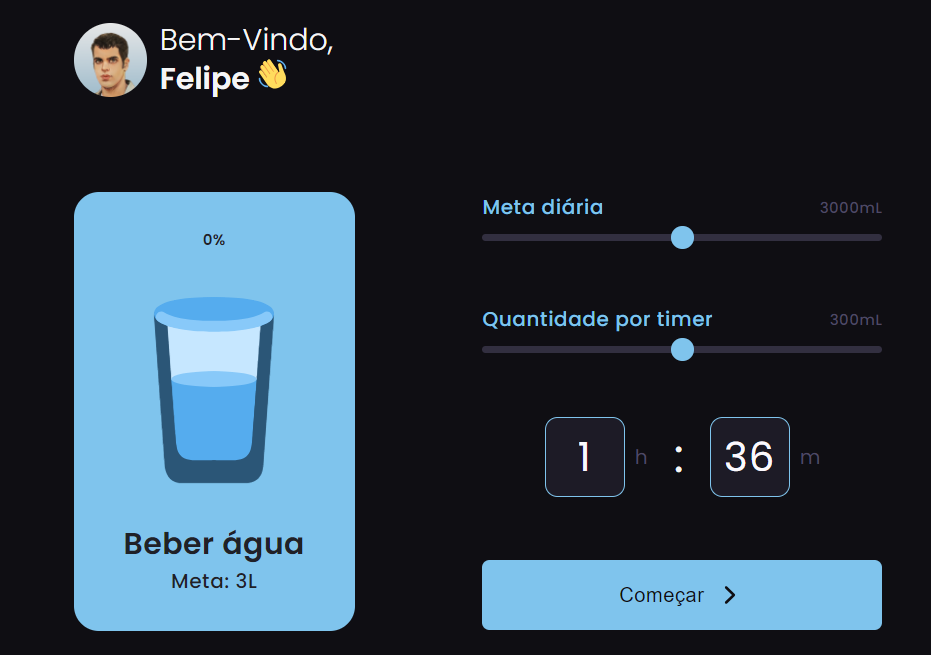 Bem-Vindo,
Felipe 👋
0%
Beber água
Meta: 3L
Meta diária 3000mL
Quantidade por timer 300mL
1 h : 36 m
Começar